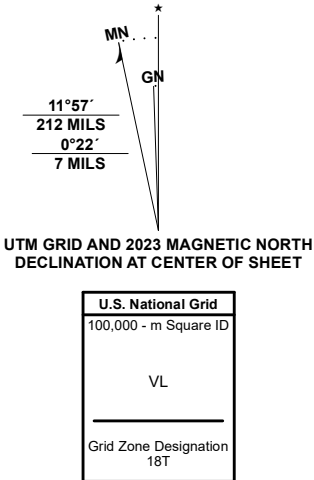 ★
MN
GN
11°57´
212 MILS
0°22´
7 MILS
UTM GRID AND 2023 MAGNETIC NORTH
DECLINATION AT CENTER OF SHEET
U.S. National Grid
100,000 - m Square ID
VL
Grid Zone Designation
18T